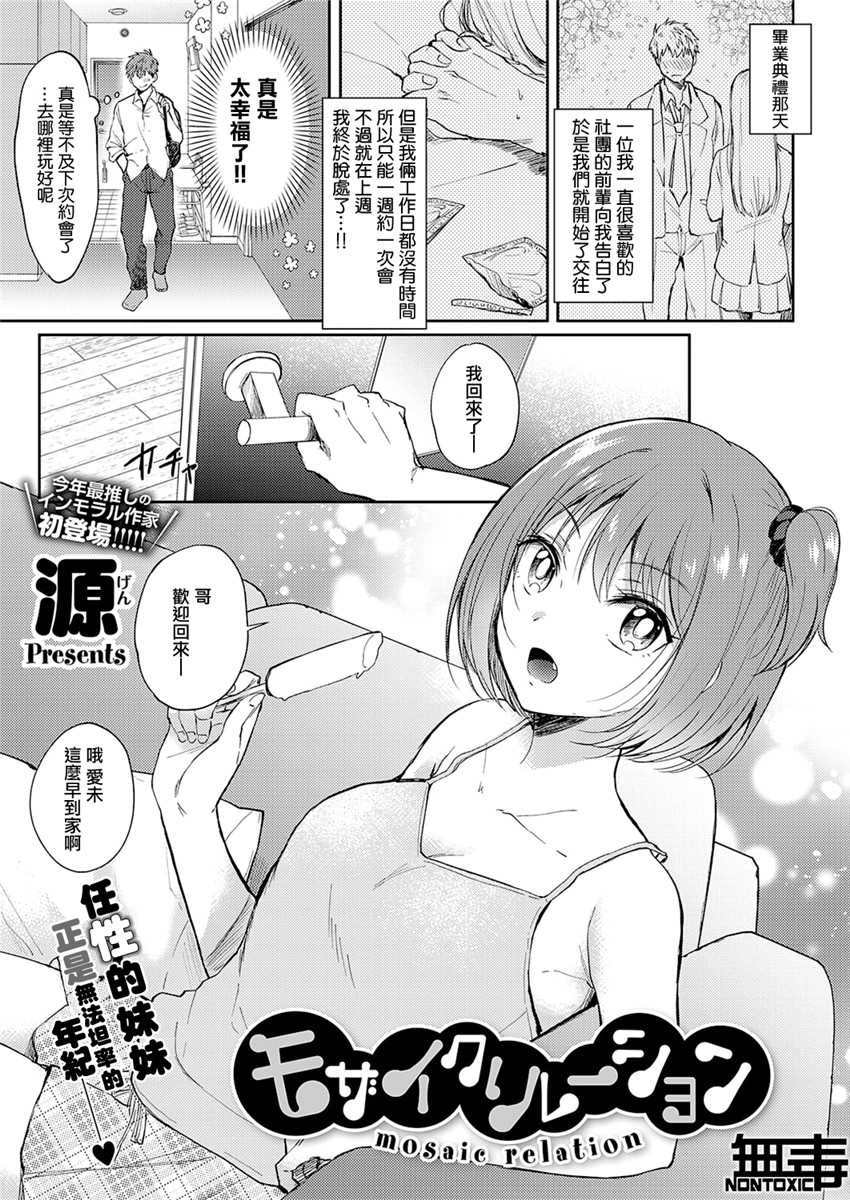 畢業典禮那天
一位我一直很喜歡的
社團的前輩向我告白了
於是我們就開始了交往
但是我倆工作日都沒有時間
所以只能一週約一次會
不過就在上週
我終於脫處了…!!
真是
太幸福了!!
真是等不及下次約會了
…去哪裡玩好呢
我回來了—
ガチャ
今年最推しの
インモラル作家
初登場!!!!!
源
げん
Presents
哥
歡迎回來—
哦 愛未
這麼早到家啊
任性的妹妹
正是無法坦率的
年紀♥
モザイクリレーション
mosaic relation
無毒
NONTOXIC